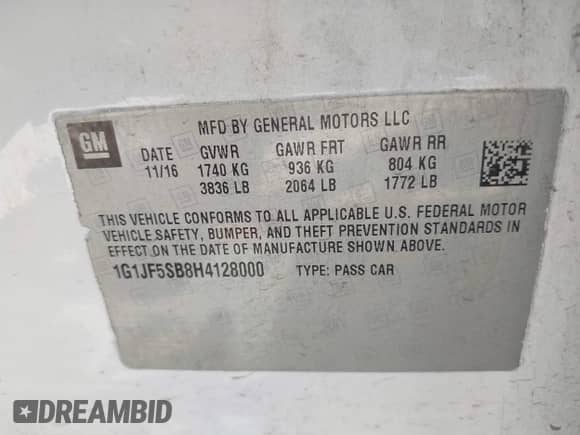 GM
MFD BY GENERAL MOTORS LLC
DATE GVWR GAWR FRT GAWR RR
11/16 1740 KG 936 KG 804 KG
3836 LB 2064 LB 1772 LB
THIS VEHICLE CONFORMS TO ALL APPLICABLE U.S. FEDERAL MOTOR
VEHICLE SAFETY, BUMPER, AND THEFT PREVENTION STANDARDS IN
EFFECT ON THE DATE OF MANUFACTURE SHOWN ABOVE.
1G1JF5SB8H4128000 TYPE: PASS CAR
DREAMBID